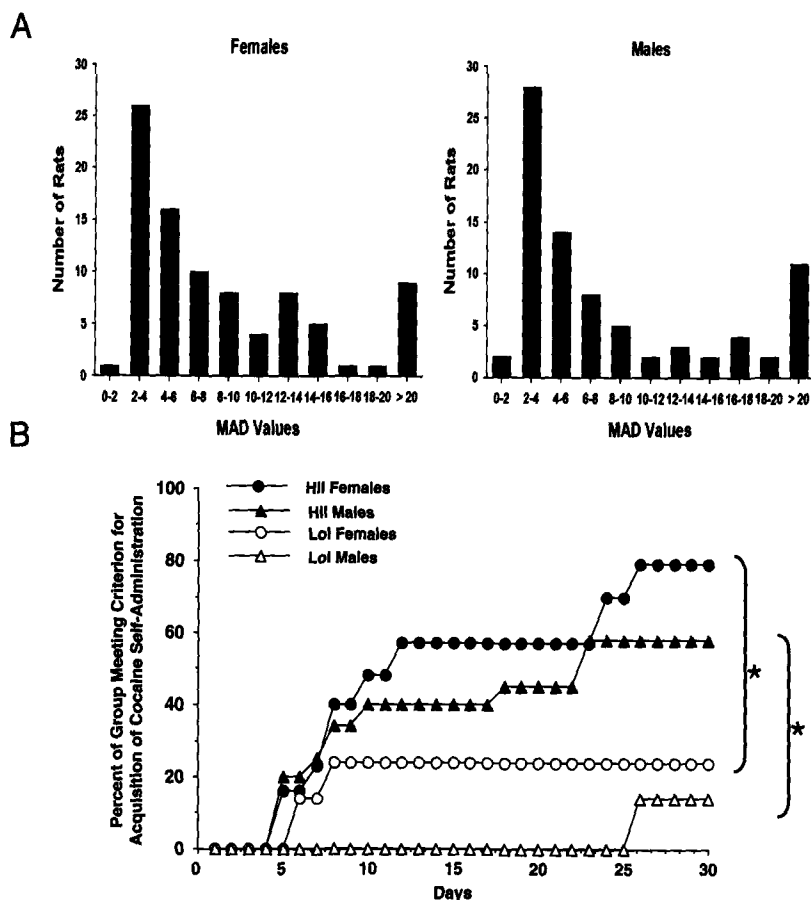 A
Females
Males
Number of Rats
30
25
20
15
10
5
0
0-2 2-4 4-6 6-8 8-10 10-12 12-14 14-16 16-18 18-20 > 20
MAD Values
Number of Rats
30
25
20
15
10
5
0
0-2 2-4 4-6 6-8 8-10 10-12 12-14 14-16 16-18 18-20 > 20
MAD Values
B
Percent of Group Meeting Criterion for
Acquisition of Cocaine Self-Administration
100
80
60
40
20
0
HiI Females
HiI Males
LoI Females
LoI Males
*
*
0 5 10 15 20 25 30
Days